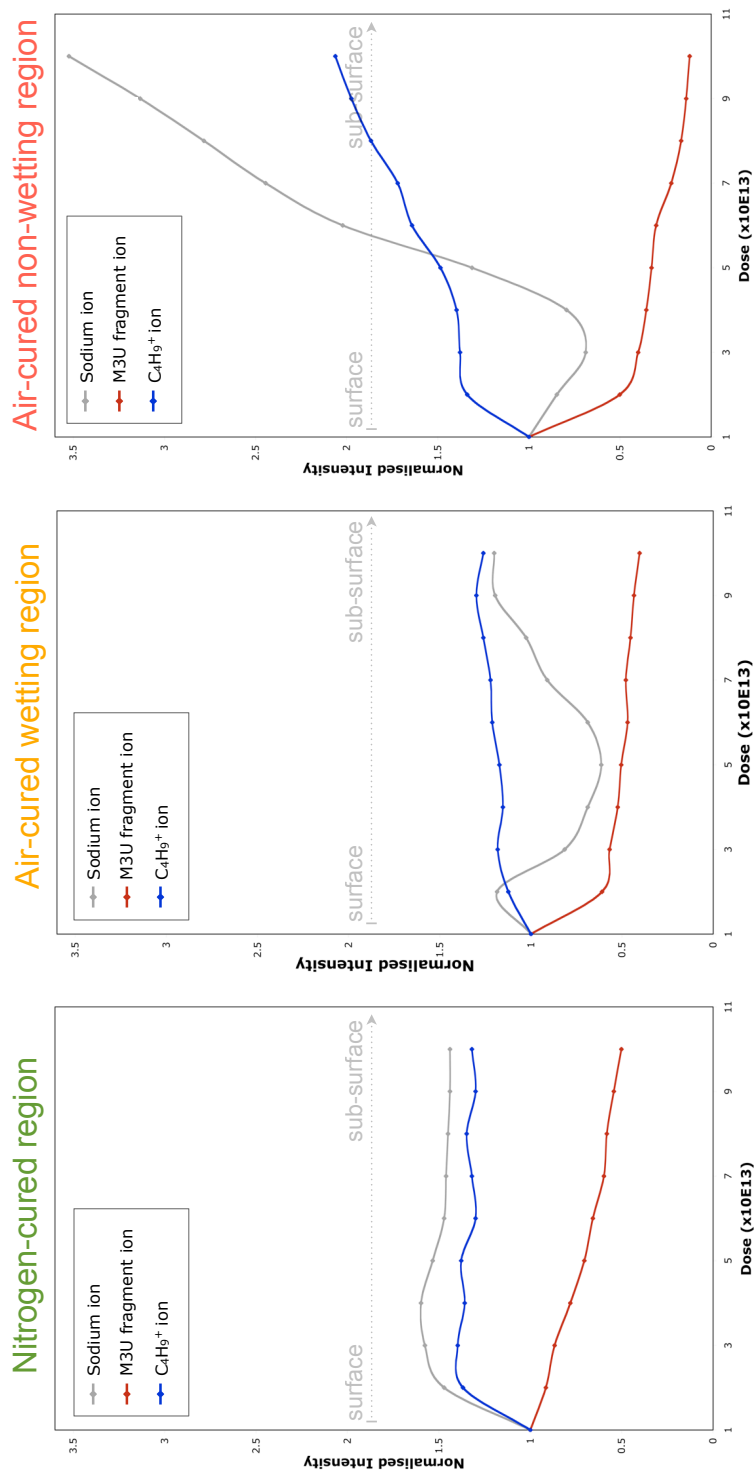 Nitrogen-cured region
Normalised Intensity
3.5
3
2.5
2
1.5
1
0.5
0
Sodium ion
M3U fragment ion
C₄H₉⁺ ion
surface
sub-surface
1
3
5
7
9
11
Dose (x10E13)
Air-cured wetting region
Normalised Intensity
3.5
3
2.5
2
1.5
1
0.5
0
Sodium ion
M3U fragment ion
C₄H₉⁺ ion
surface
sub-surface
1
3
5
7
9
11
Dose (x10E13)
Air-cured non-wetting region
Normalised Intensity
3.5
3
2.5
2
1.5
1
0.5
0
Sodium ion
M3U fragment ion
C₄H₉⁺ ion
surface
sub-surface
1
3
5
7
9
11
Dose (x10E13)